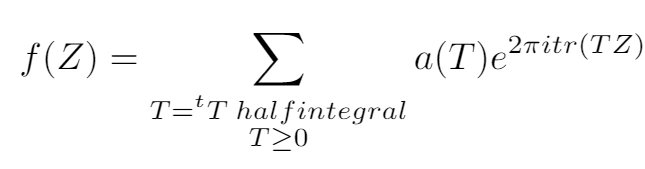 f(Z) = ∑ a(T)e^{2πitr(TZ)}
T=^tT halfintegral
T≥0